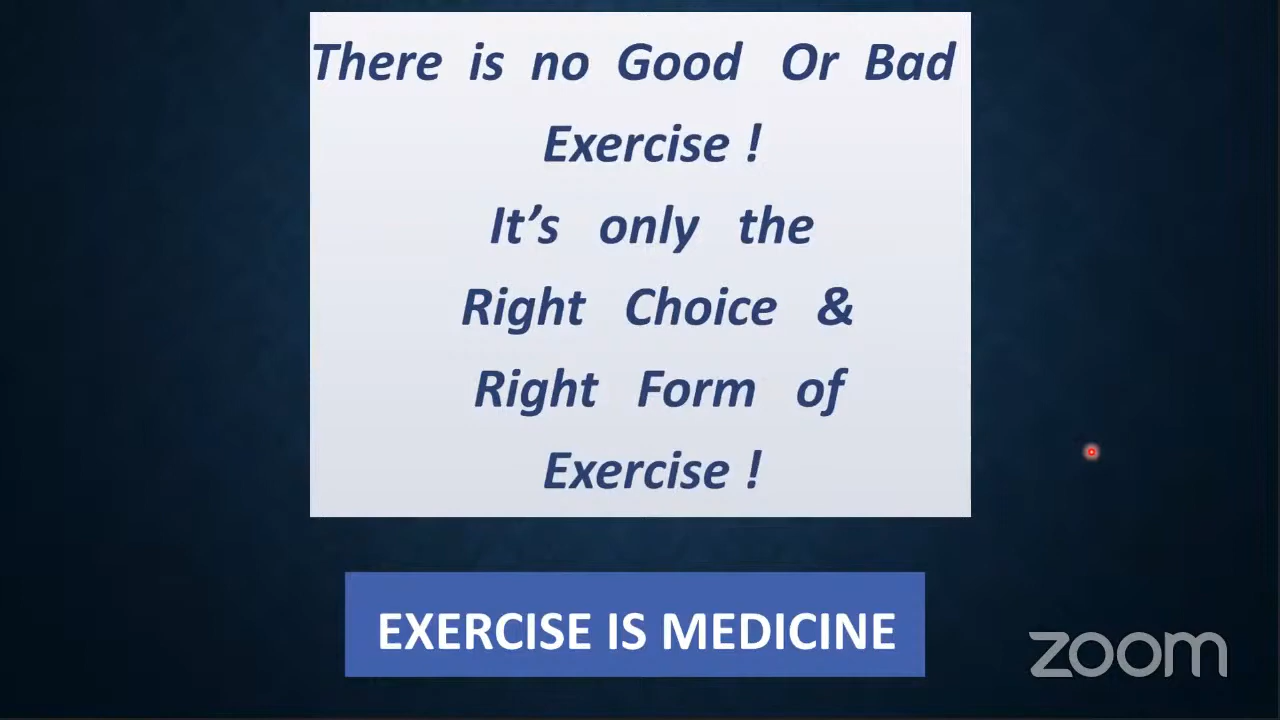 There is no Good Or Bad
Exercise !
It’s only the
Right Choice &
Right Form of
Exercise !
EXERCISE IS MEDICINE
zoom